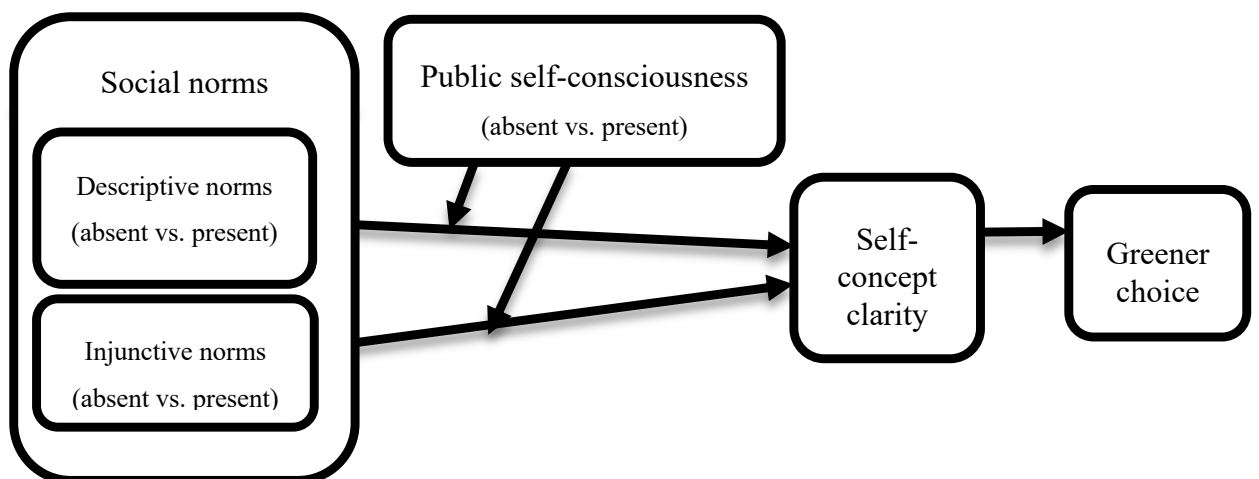 Social norms
Descriptive norms
(absent vs. present)
Injunctive norms
(absent vs. present)
Public self-consciousness
(absent vs. present)
Self-
concept
clarity
Greener
choice